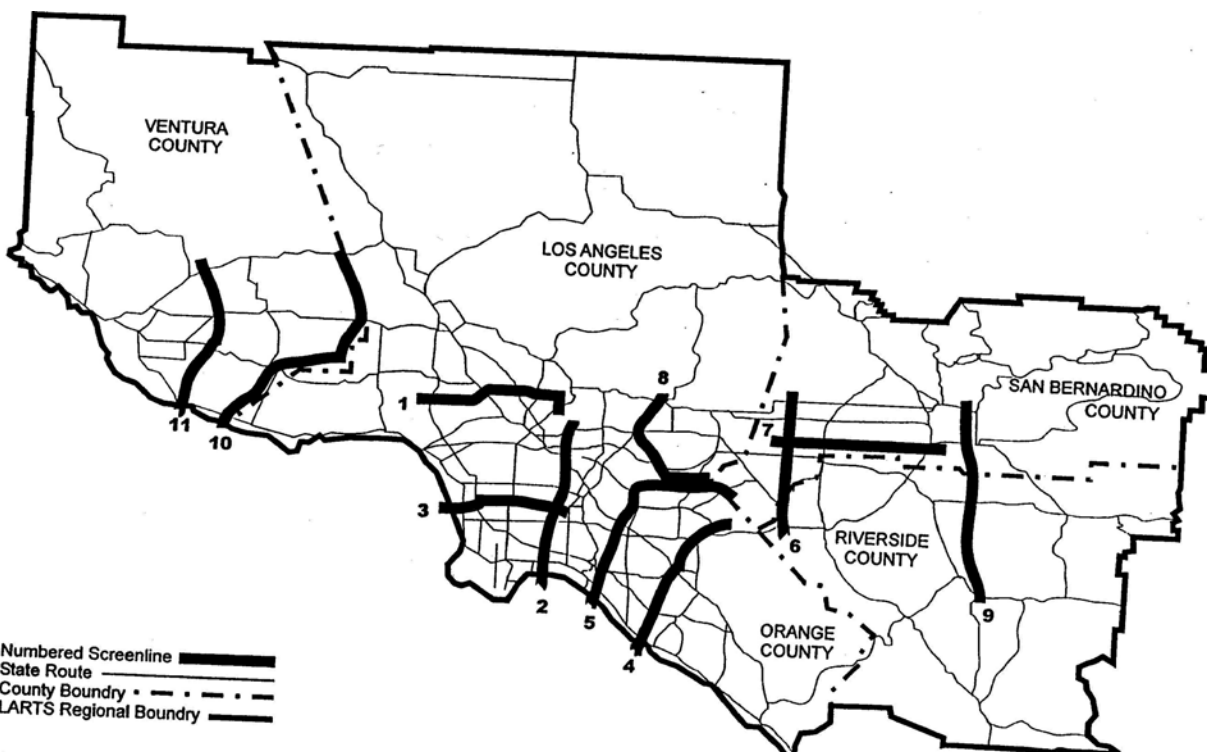 VENTURA
COUNTY
LOS ANGELES
COUNTY
SAN BERNARDINO
COUNTY
8
1
7
11
10
3
6
RIVERSIDE
COUNTY
2
5
9
4
ORANGE
COUNTY
Numbered Screenline
State Route
County Boundry
LARTS Regional Boundry